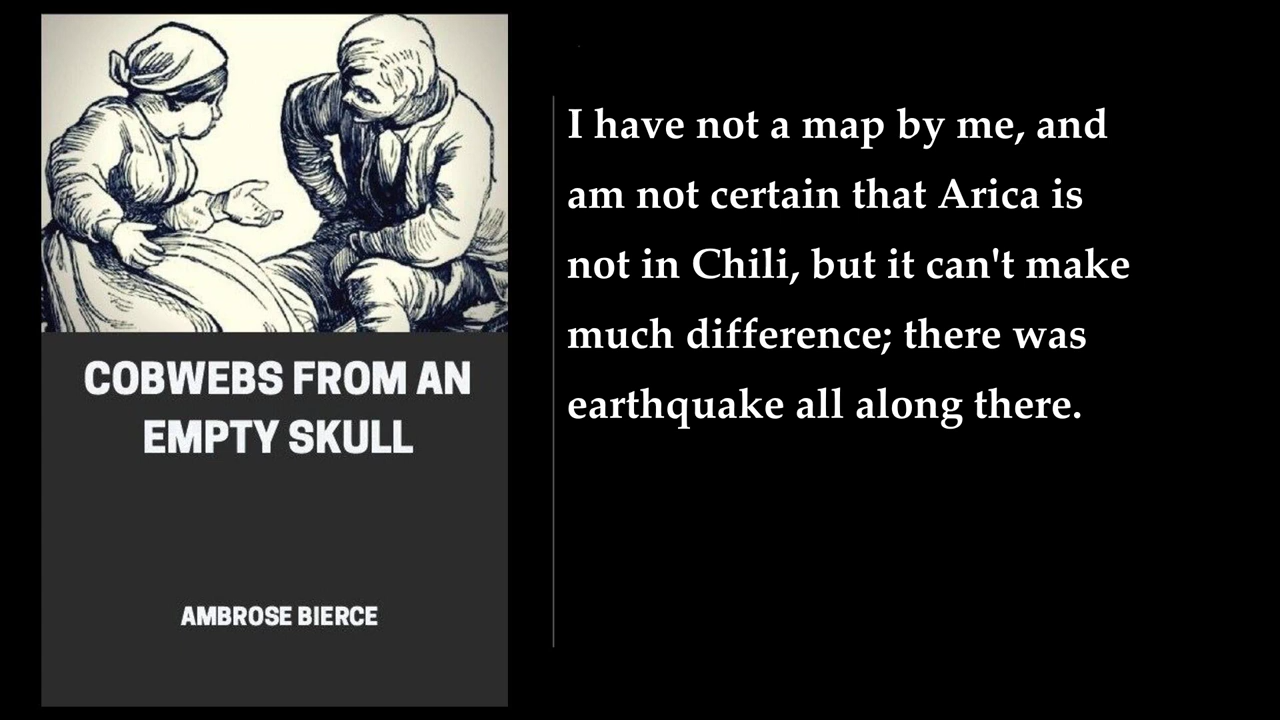 COBWEBS FROM AN
EMPTY SKULL
AMBROSE BIERCE
I have not a map by me, and
am not certain that Arica is
not in Chili, but it can't make
much difference; there was
earthquake all along there.